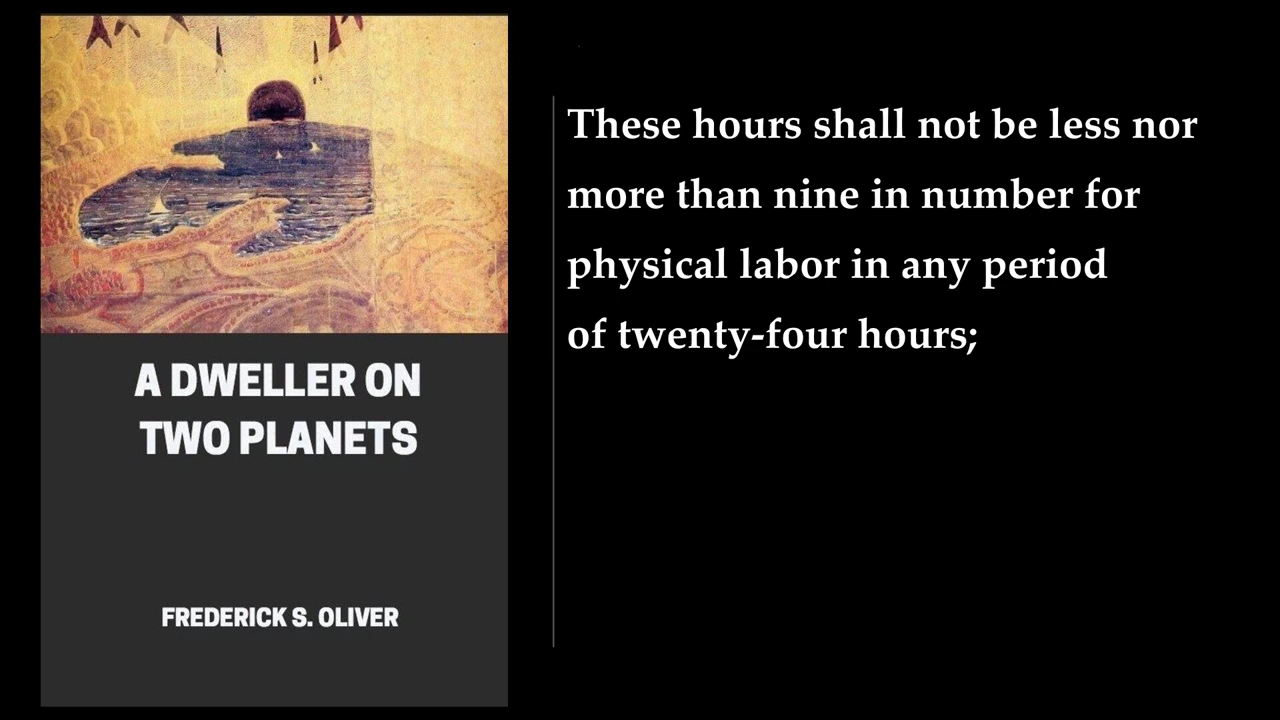 A DWELLER ON
TWO PLANETS
FREDERICK S. OLIVER
These hours shall not be less nor
more than nine in number for
physical labor in any period
of twenty-four hours;